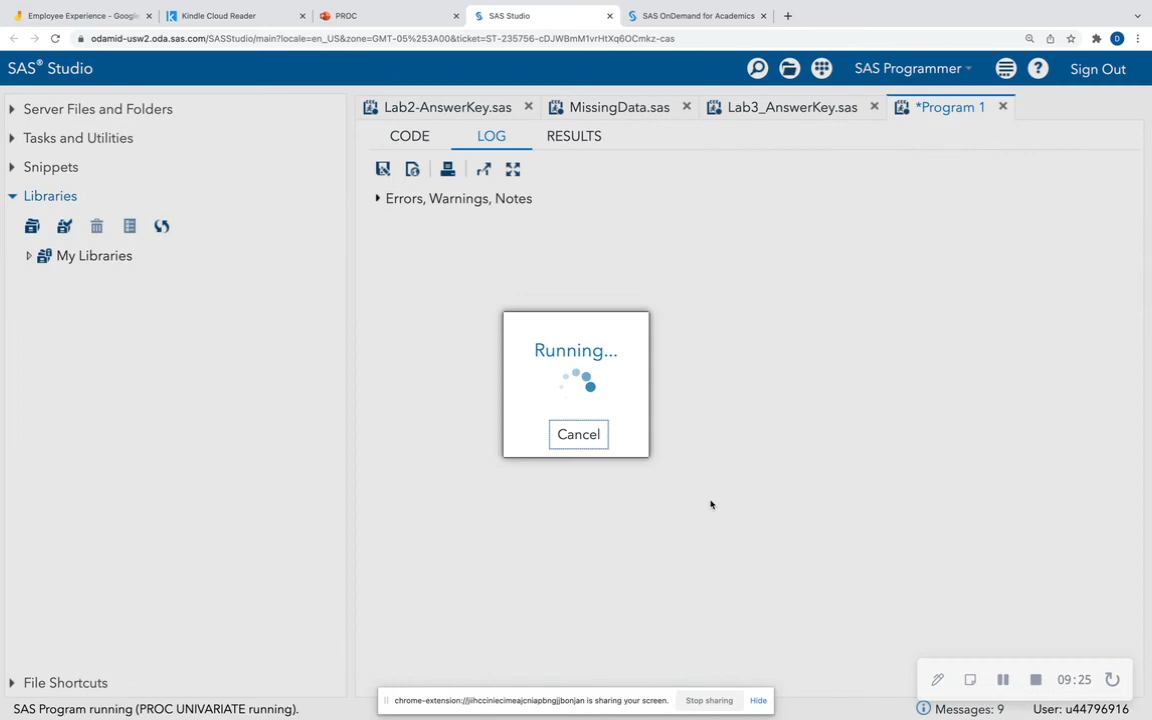 Employee Experience - Google
Kindle Cloud Reader
PROC
SAS Studio
SAS OnDemand for Academics
odamid-usw2.oda.sas.com/SASStudio/main?locale=en_US&zone=GMT-05%253A00&ticket=ST-235756-cDJWBmM1vrHtXq6OCmkz-cas
SAS® Studio
SAS Programmer
Sign Out
Server Files and Folders
Tasks and Utilities
Snippets
Libraries
My Libraries
File Shortcuts
Lab2-AnswerKey.sas
MissingData.sas
Lab3_AnswerKey.sas
*Program 1
CODE
LOG
RESULTS
Errors, Warnings, Notes
Running...
Cancel
09:25
chrome-extension://jjihcciniecimeajcniapbngjjbonjan is sharing your screen.
Stop sharing
Hide
SAS Program running (PROC UNIVARIATE running).
Messages: 9
User: u44796916